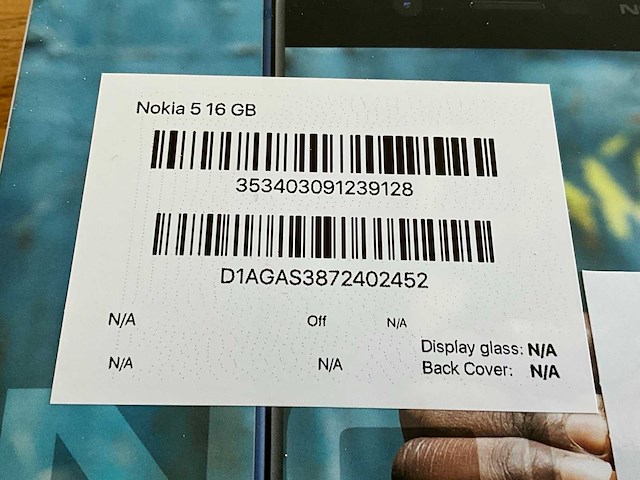 Nokia 5 16 GB
353403091239128
D1AGAS3872402452
N/A Off N/A
N/A N/A
Display glass: N/A
Back Cover: N/A